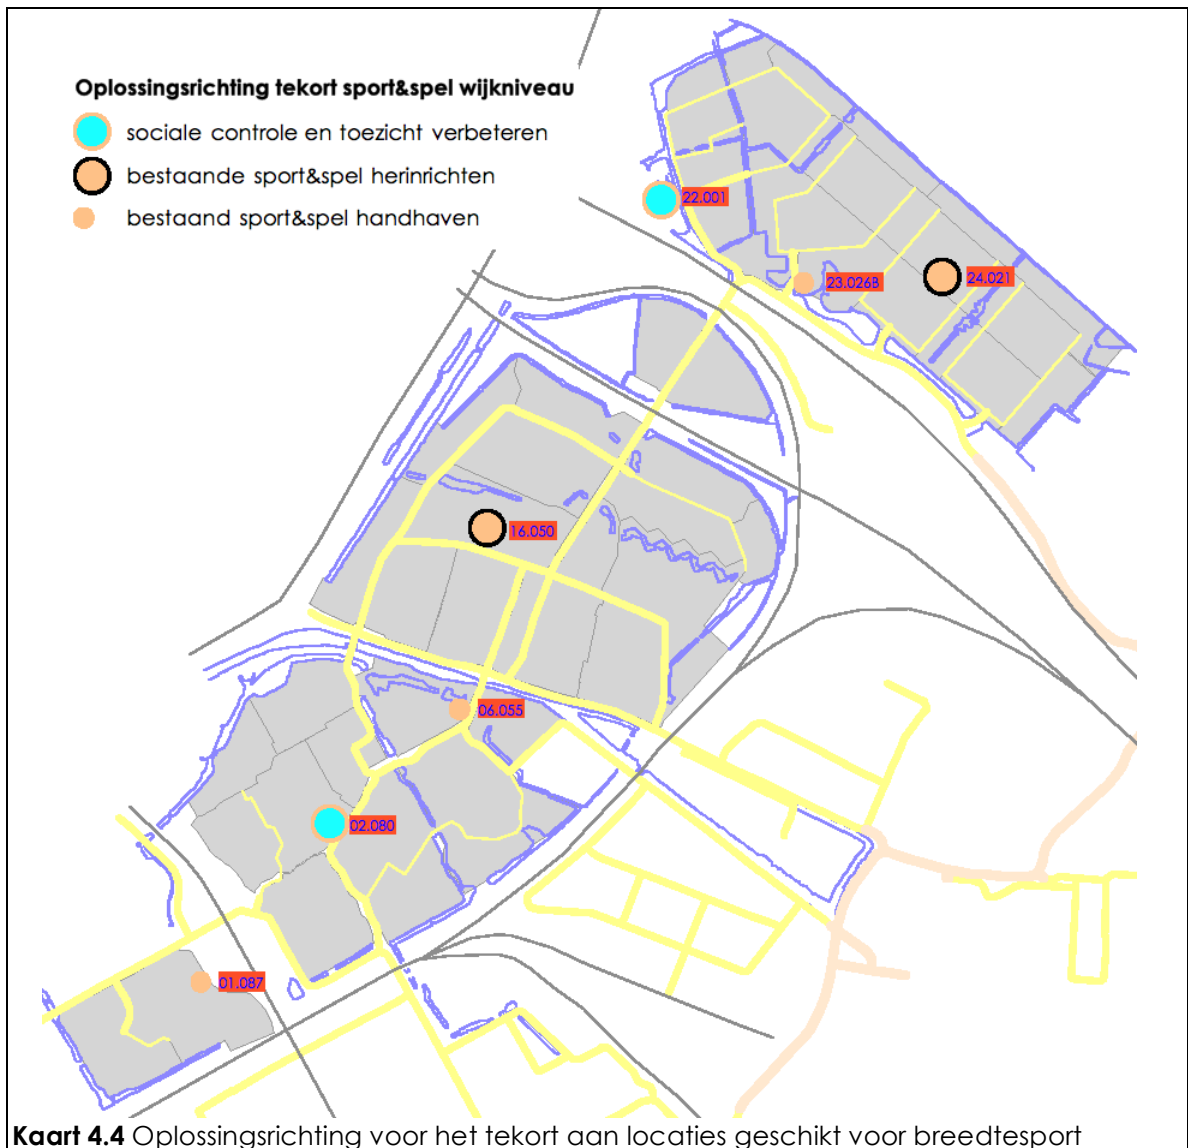 Oplossingsrichting tekort sport&spel wijkniveau
sociale controle en toezicht verbeteren
bestaande sport&spel herinrichten
bestaand sport&spel handhaven
22.001
23.026B
24.021
16.050
06.055
02.080
01.087
Kaart 4.4 Oplossingsrichting voor het tekort aan locaties geschikt voor breedtesport